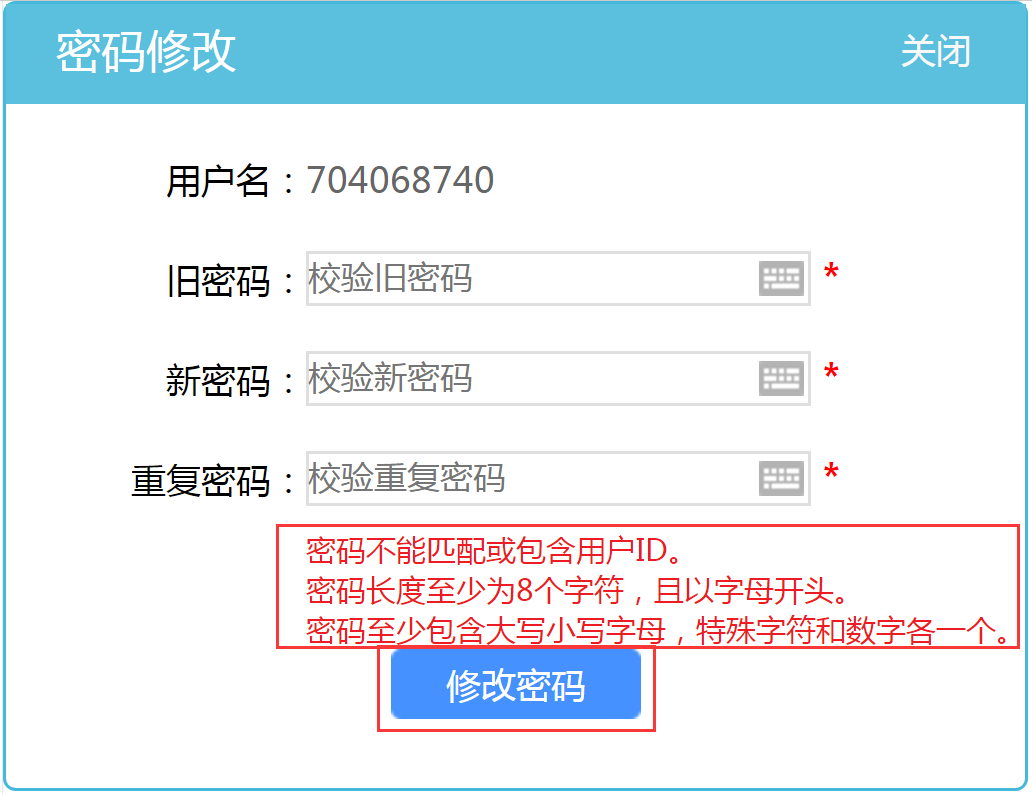 密码修改 关闭
用户名：704068740
旧密码：校验旧密码 *
新密码：校验新密码 *
重复密码：校验重复密码 *
密码不能匹配或包含用户ID。
密码长度至少为8个字符，且以字母开头。
密码至少包含大写小写字母，特殊字符和数字各一个。
修改密码